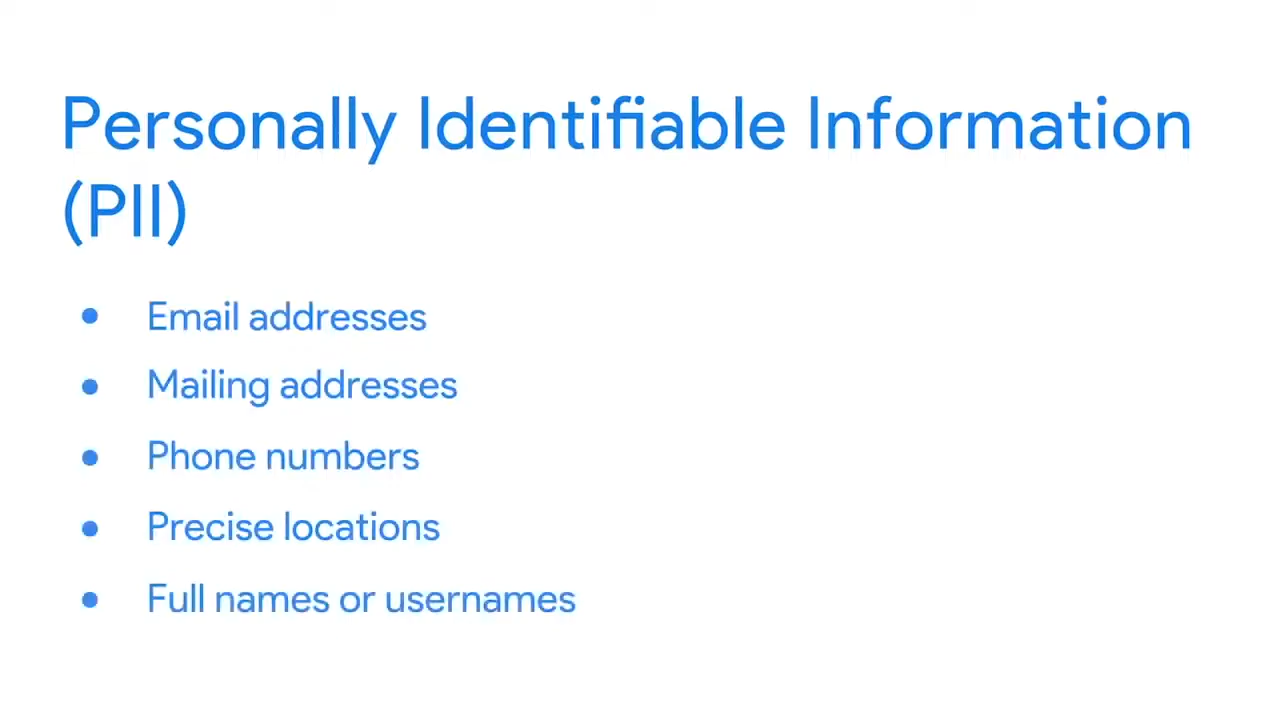 Personally Identifiable Information
(PII)
● Email addresses
● Mailing addresses
● Phone numbers
● Precise locations
● Full names or usernames